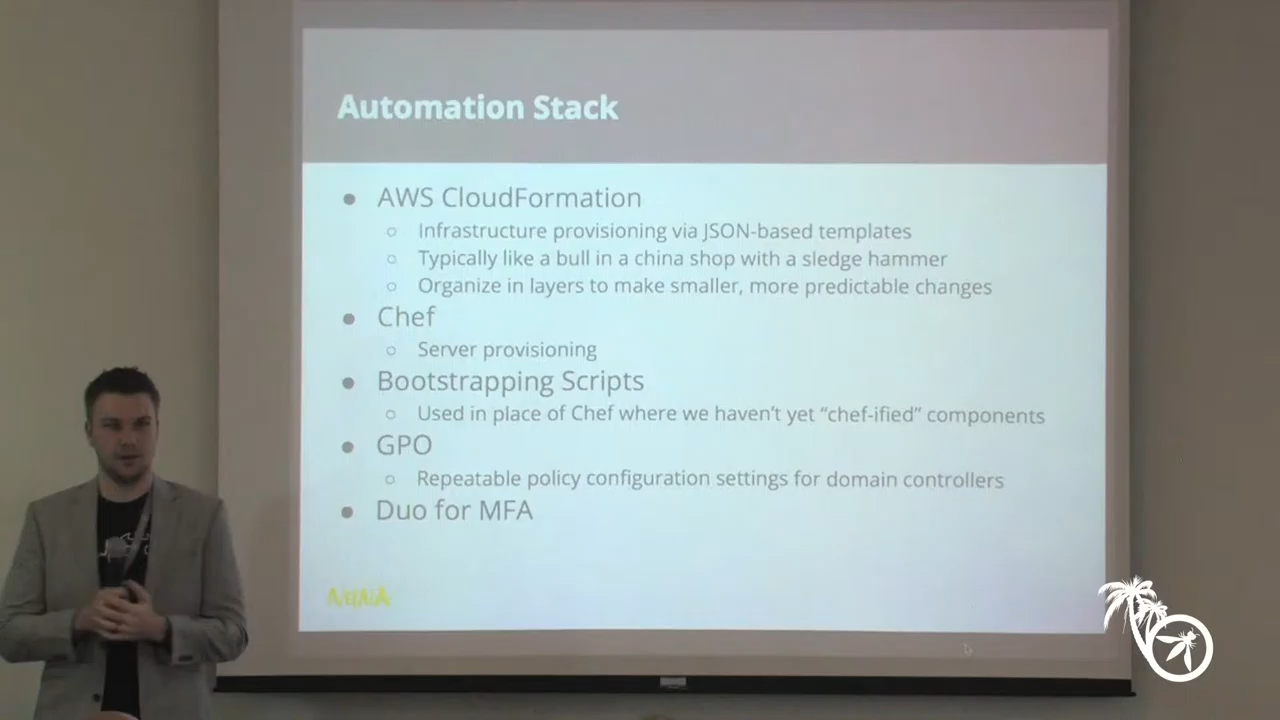 Automation Stack
● AWS CloudFormation
○ Infrastructure provisioning via JSON-based templates
○ Typically like a bull in a china shop with a sledge hammer
○ Organize in layers to make smaller, more predictable changes
● Chef
○ Server provisioning
● Bootstrapping Scripts
○ Used in place of Chef where we haven't yet “chef-ified” components
● GPO
○ Repeatable policy configuration settings for domain controllers
● Duo for MFA